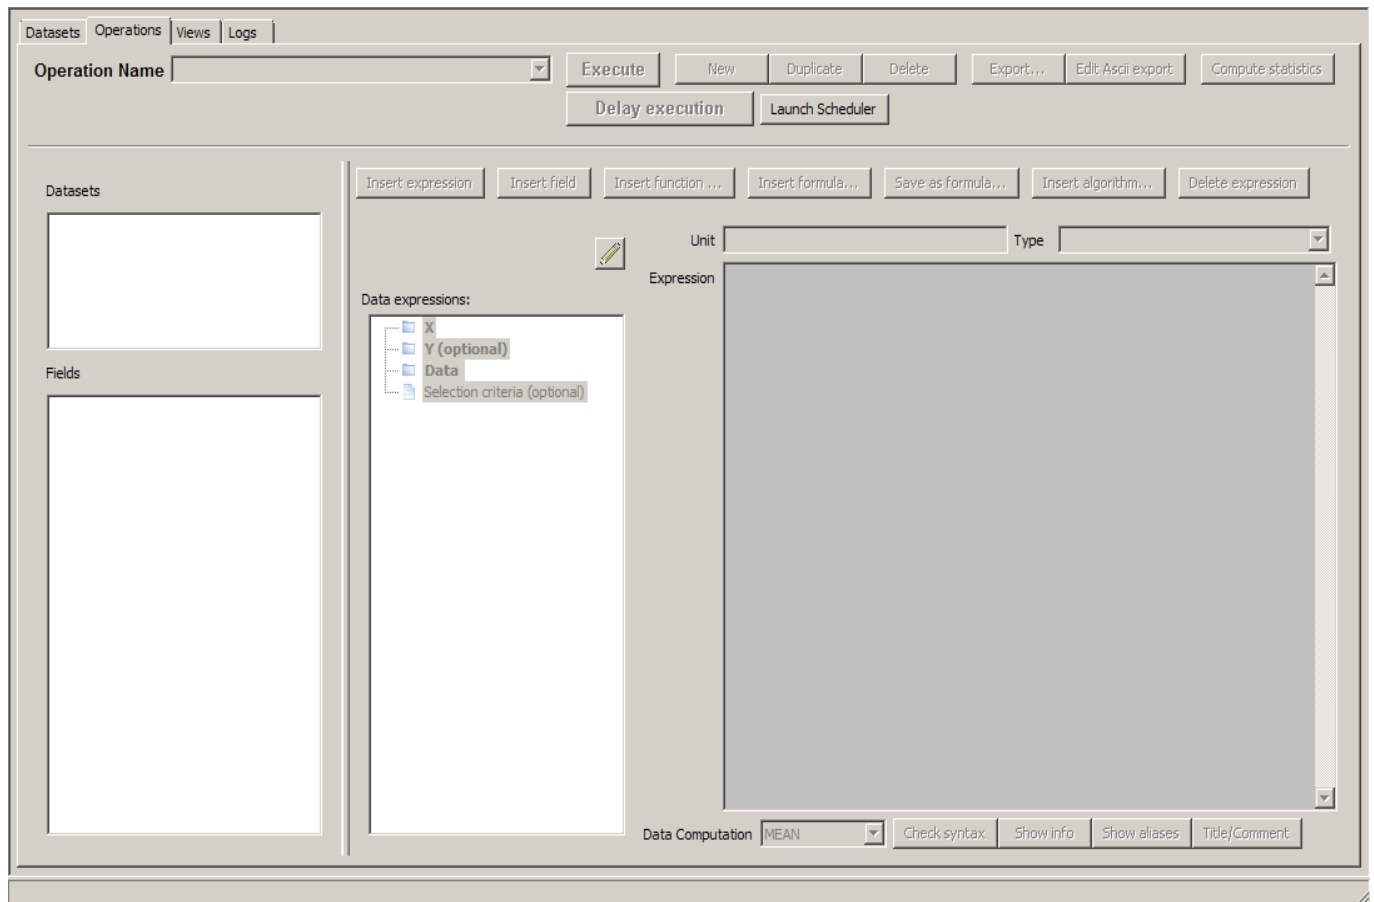 Datasets Operations Views Logs
Operation Name Execute New Duplicate Delete Export... Edit Ascii export Compute statistics
Delay execution Launch Scheduler
Insert expression Insert field Insert function ... Insert formula... Save as formula... Insert algorithm... Delete expression
Datasets
Unit Type
Expression
Data expressions:
X
Y (optional)
Data
Selection criteria (optional)
Fields
Data Computation MEAN Check syntax Show info Show aliases Title/Comment